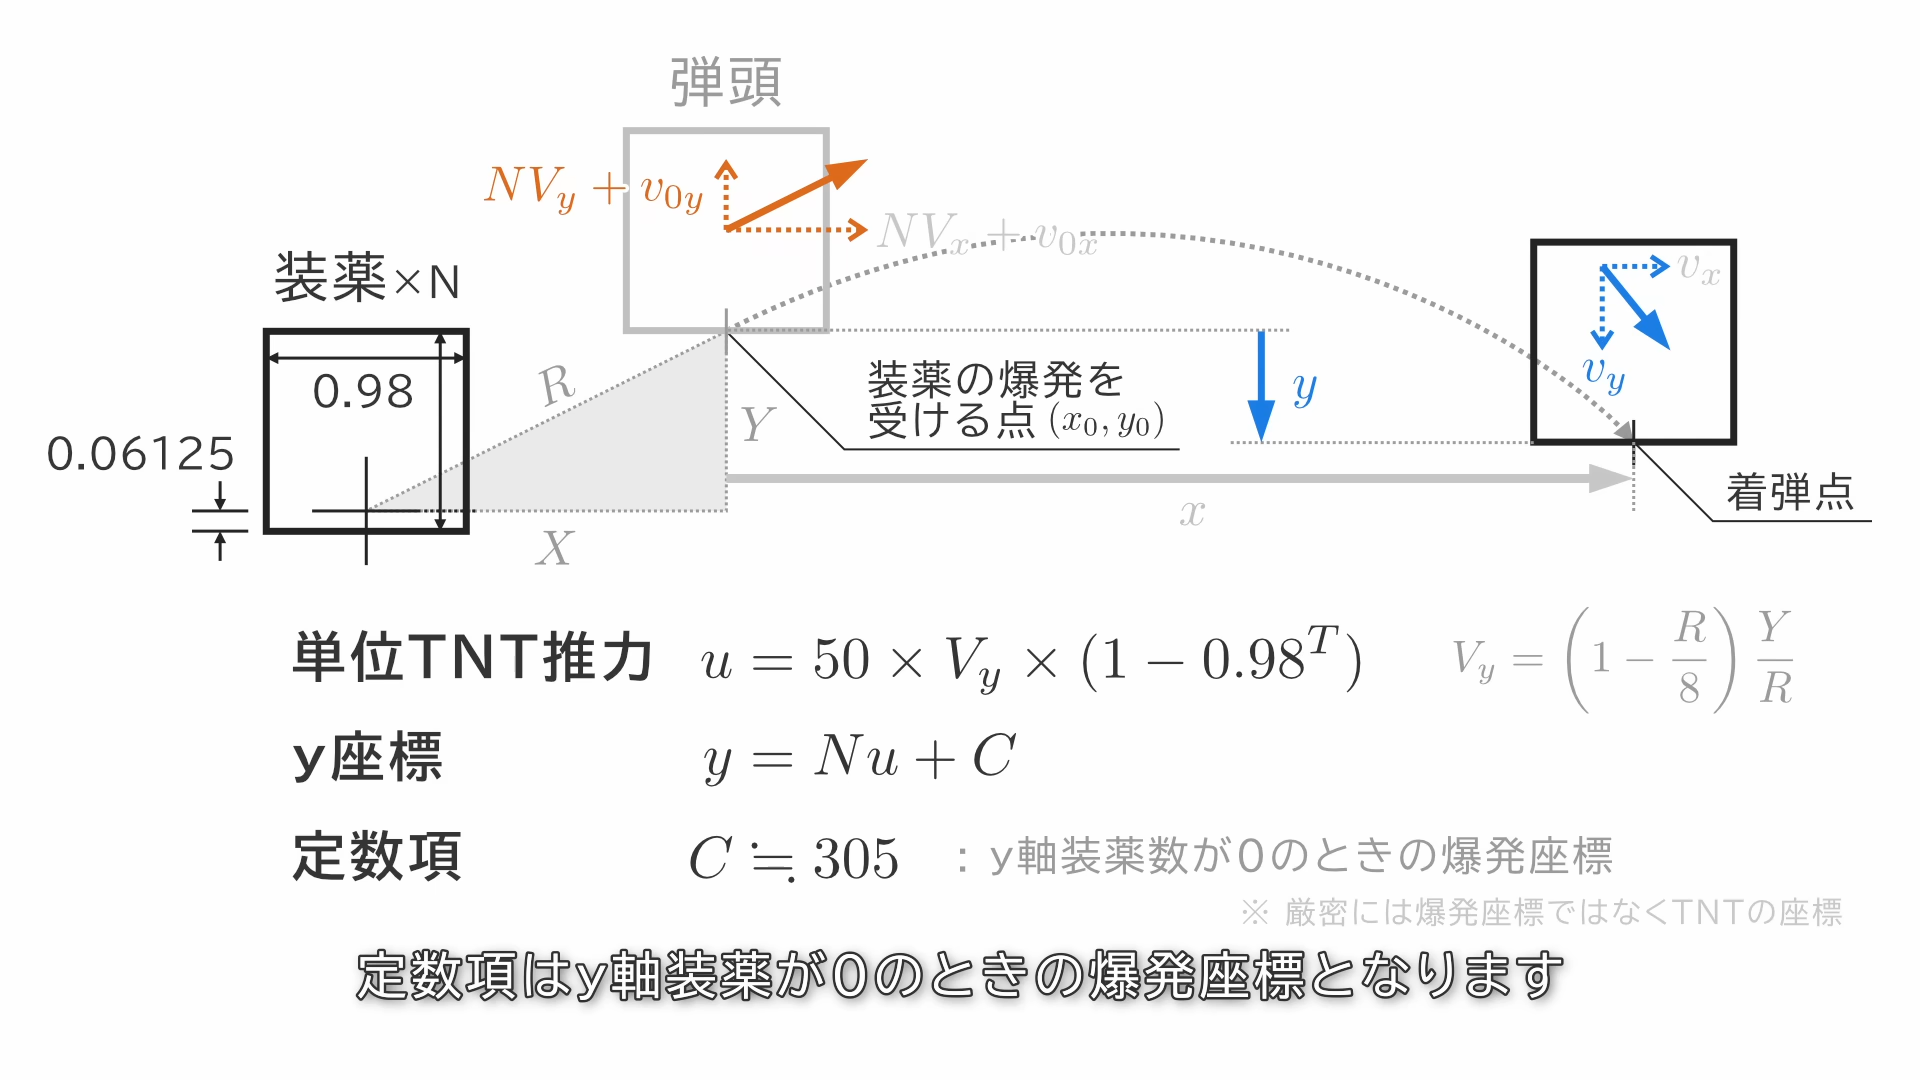 弾頭
NVy + v0y
NVx + v0x
vx
装薬×N
0.98
R
装薬の爆発を
受ける点 (x0, y0)
y
vy
Y
0.06125
着弾点
X
x
単位TNT推力 u = 50 × Vy × (1 − 0.98^T) Vy = (1 − R/8) Y/R
y座標 y = Nu + C
定数項 C ≒ 305 : y軸装薬数が0のときの爆発座標
※ 厳密には爆発座標ではなくTNTの座標
定数項はy軸装薬が0のときの爆発座標となります